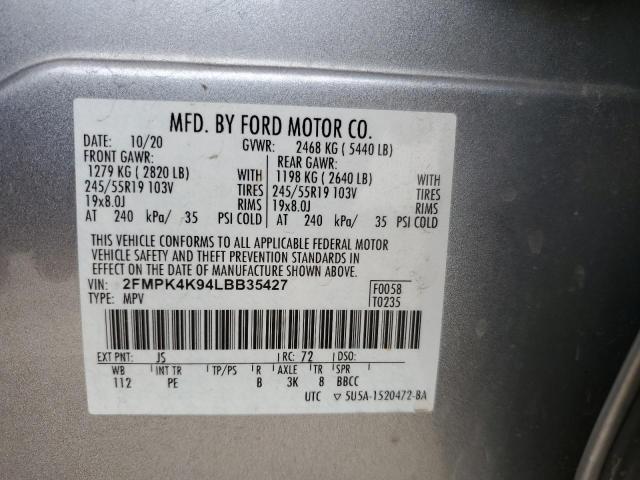 MFD. BY FORD MOTOR CO.
DATE: 10/20 GVWR: 2468 KG ( 5440 LB)
FRONT GAWR: REAR GAWR:
1279 KG ( 2820 LB) WITH 1198 KG ( 2640 LB) WITH
245/55R19 103V TIRES 245/55R19 103V TIRES
19x8.0J RIMS 19x8.0J RIMS
AT 240 kPa/ 35 PSI COLD AT 240 kPa/ 35 PSI COLD
THIS VEHICLE CONFORMS TO ALL APPLICABLE FEDERAL MOTOR
VEHICLE SAFETY AND THEFT PREVENTION STANDARDS IN
EFFECT ON THE DATE OF MANUFACTURE SHOWN ABOVE.
VIN: 2FMPK4K94LBB35427 F0058
TYPE: MPV T0235
EXT PNT: JS RC: 72 DSO:
WB INT TR TP/PS R AXLE TR SPR
112 PE B 3K 8 BBCC
UTC ▽ 5U5A-1520472-BA